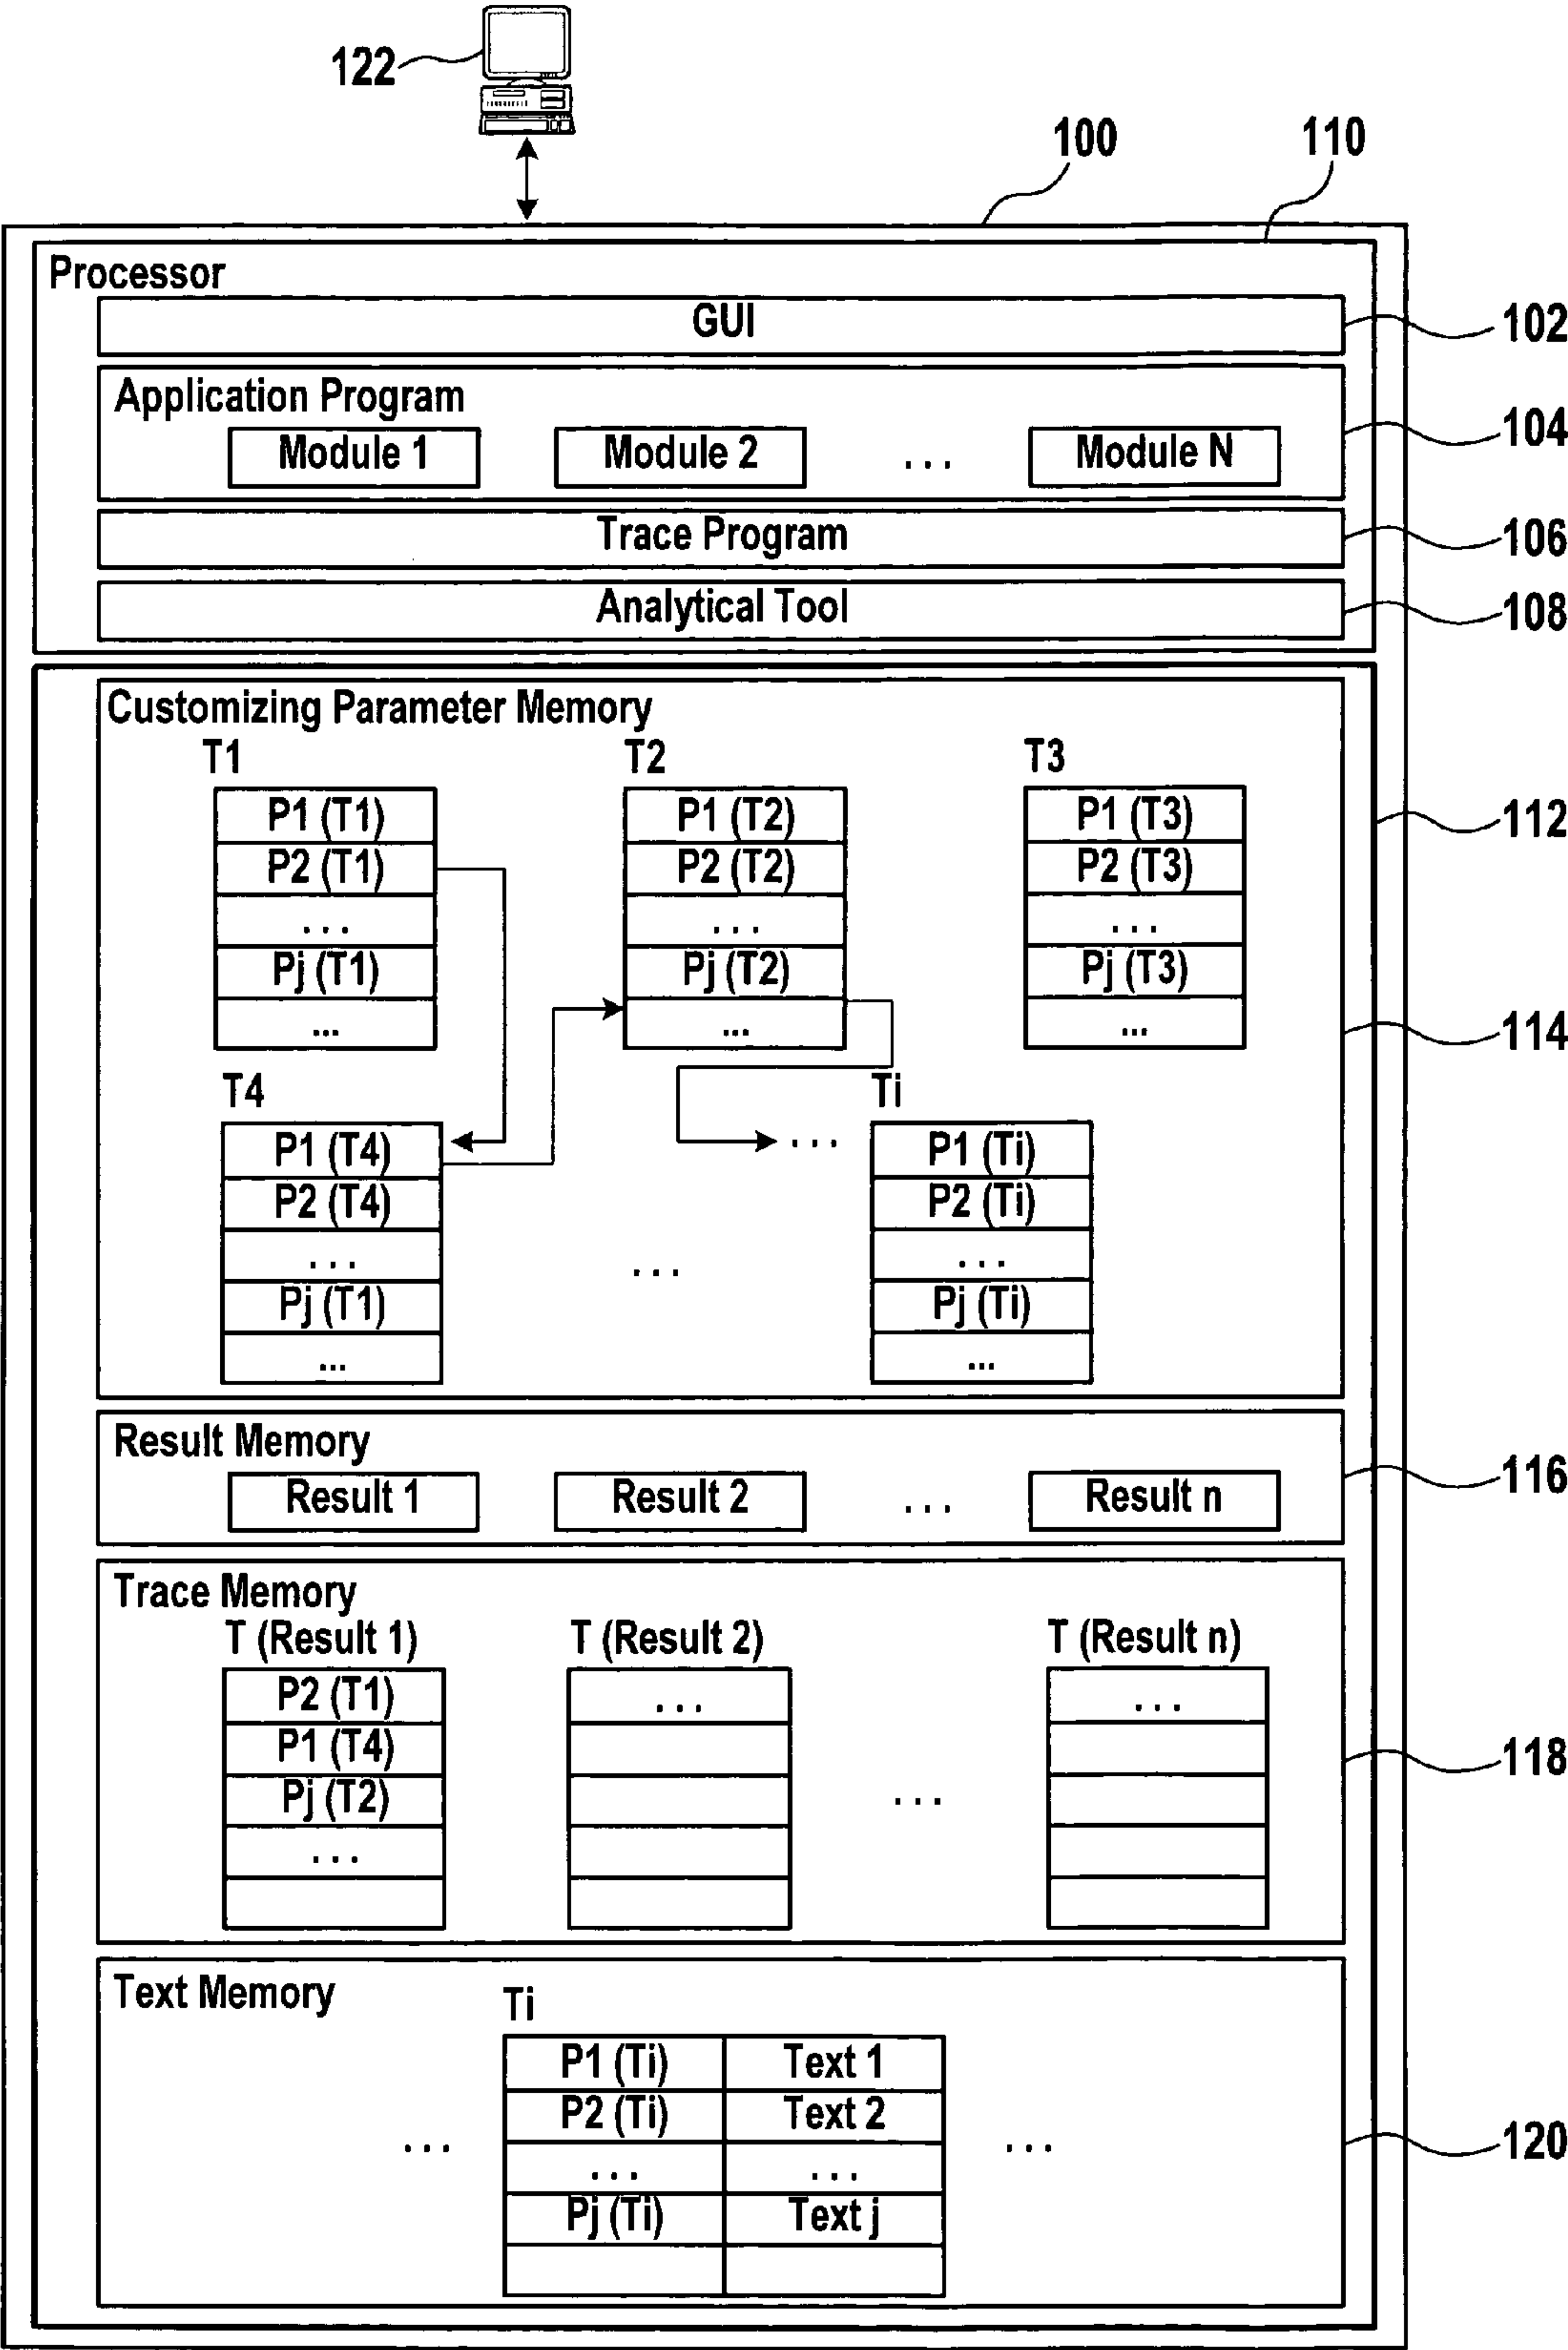 122
100
110
Processor
GUI
102
Application Program
104
Module 1
Module 2
...
Module N
Trace Program
106
Analytical Tool
108
Customizing Parameter Memory
T1
T2
T3
P1 (T1)
P2 (T1)
...
Pj (T1)
...
P1 (T2)
P2 (T2)
...
Pj (T2)
...
P1 (T3)
P2 (T3)
...
Pj (T3)
...
112
114
T4
Ti
P1 (T4)
P2 (T4)
...
Pj (T1)
...
...
...
P1 (Ti)
P2 (Ti)
...
Pj (Ti)
...
Result Memory
Result 1
Result 2
...
Result n
116
Trace Memory
T (Result 1)
T (Result 2)
T (Result n)
P2 (T1)
P1 (T4)
Pj (T2)
...
...
...
...
118
Text Memory
Ti
P1 (Ti) Text 1
P2 (Ti) Text 2
... ...
Pj (Ti) Text j
...
...
120